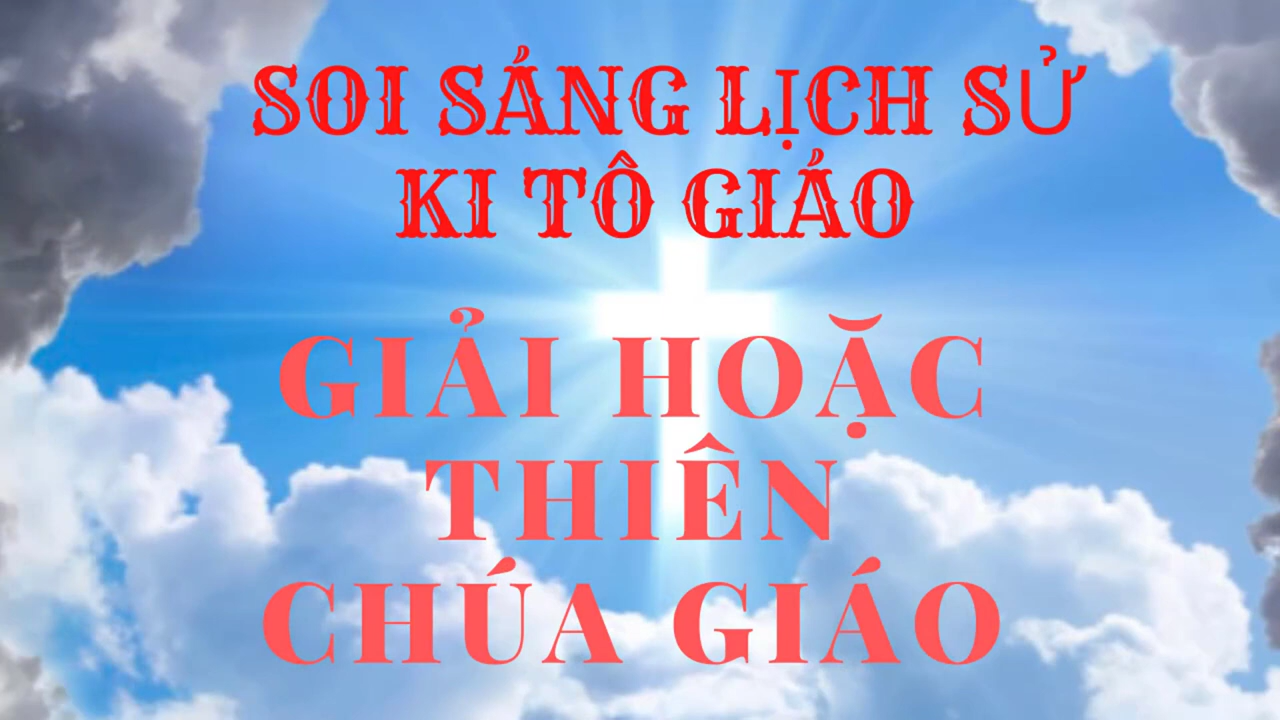 SOI SÁNG LỊCH SỬ
KI TÔ GIÁO
GIẢI HOẶC
THIÊN
CHÚA GIÁO